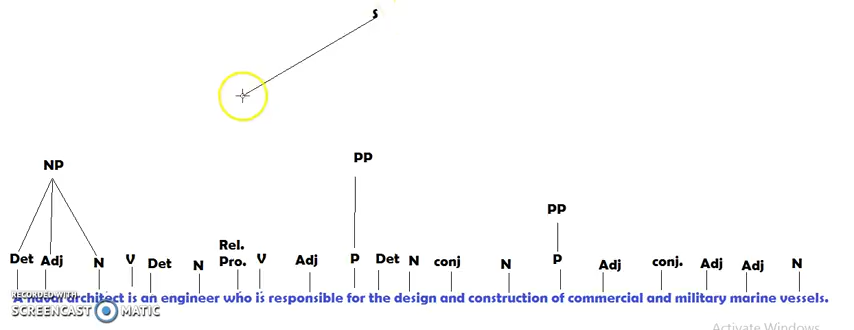 S
NP
PP
PP
Rel.
Det Adj N V Det N Pro. V Adj P Det N conj N P Adj conj. Adj Adj N
A naval architect is an engineer who is responsible for the design and construction of commercial and military marine vessels.
RECORDED WITH
SCREENCAST MATIC
Activate Windows